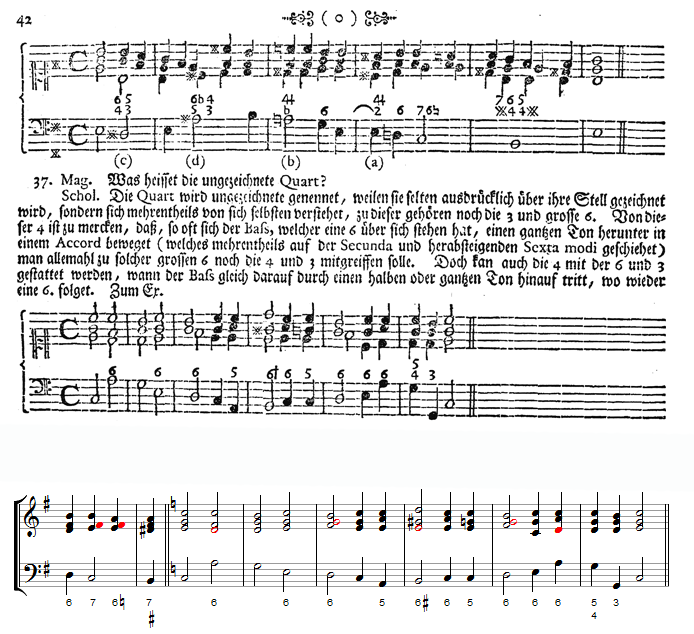 42 ( o )
6 5 6b 4 4♮ 4♮ 7 6 5
4 3 5 3 b 6 2 6 7 6♮ ※ 4 4 ※
(c) (d) (b) (a)
37. Mag. Was heiſſet die ungezeichnete Quart?
Schol. Die Quart wird ungezeichnete genennet, weilen ſie ſelten ausdrücklich über ihre Stell gezeichnet
wird, ſondern ſich mehrentheils von ſich ſelbſten verſtehet, zu dieſer gehören noch die 3 und groſſe 6. Von die-
ſer 4 iſt zu mercken, daß, ſo oft ſich der Baſs, welcher eine 6 über ſich ſtehen hat, einen gantzen Ton herunter in
einem Accord beweget (welches mehrentheils auf der Secunda und herabſteigenden Sexta modi geſchiehet)
man allemahl zu ſolcher groſſen 6 noch die 4 und 3 mitgreiffen ſolle. Doch kan auch die 4 mit der 6 und 3
geſtattet werden, wann der Baſs gleich darauf durch einen halben oder gantzen Ton hinauf tritt, wo wieder
eine 6. folget. Zum Ex.
5
6 6 6 6 5 6† 6 5 6 6 6 4 3
6 7 6♮ 7 6 6 6 6 5 6♯ 6 5 6 6 6 5 3
♯ 4